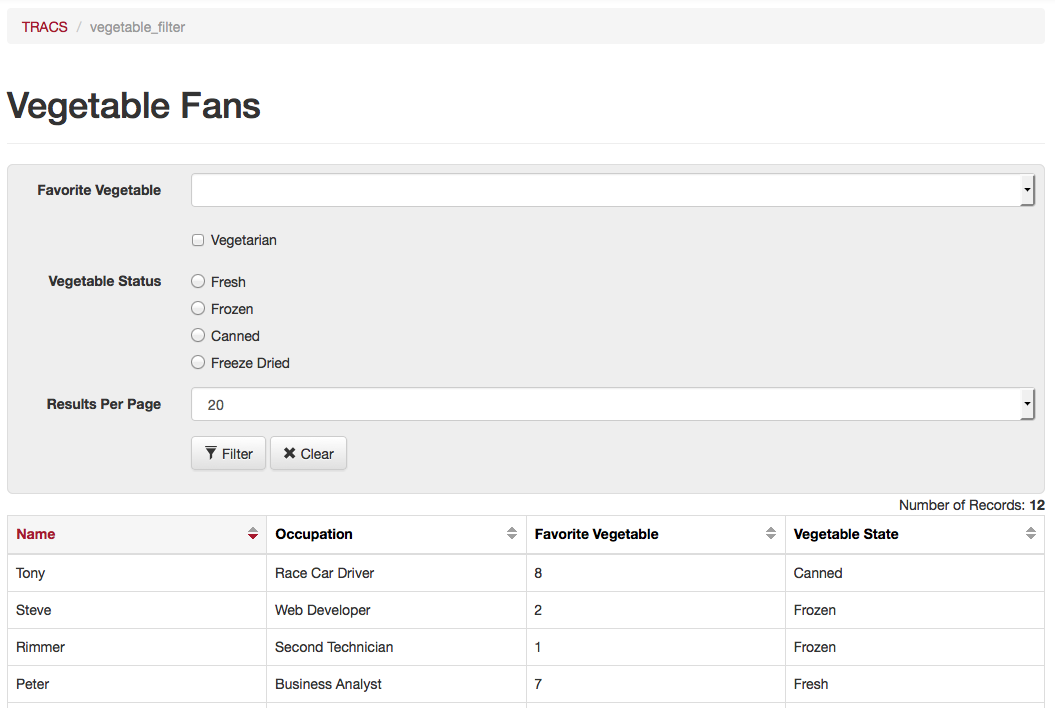 TRACS / vegetable_filter
Vegetable Fans
Favorite Vegetable
Vegetarian
Vegetable Status
Fresh
Frozen
Canned
Freeze Dried
Results Per Page 20
Filter Clear
Number of Records: 12
Name Occupation Favorite Vegetable Vegetable State
Tony Race Car Driver 8 Canned
Steve Web Developer 2 Frozen
Rimmer Second Technician 1 Frozen
Peter Business Analyst 7 Fresh